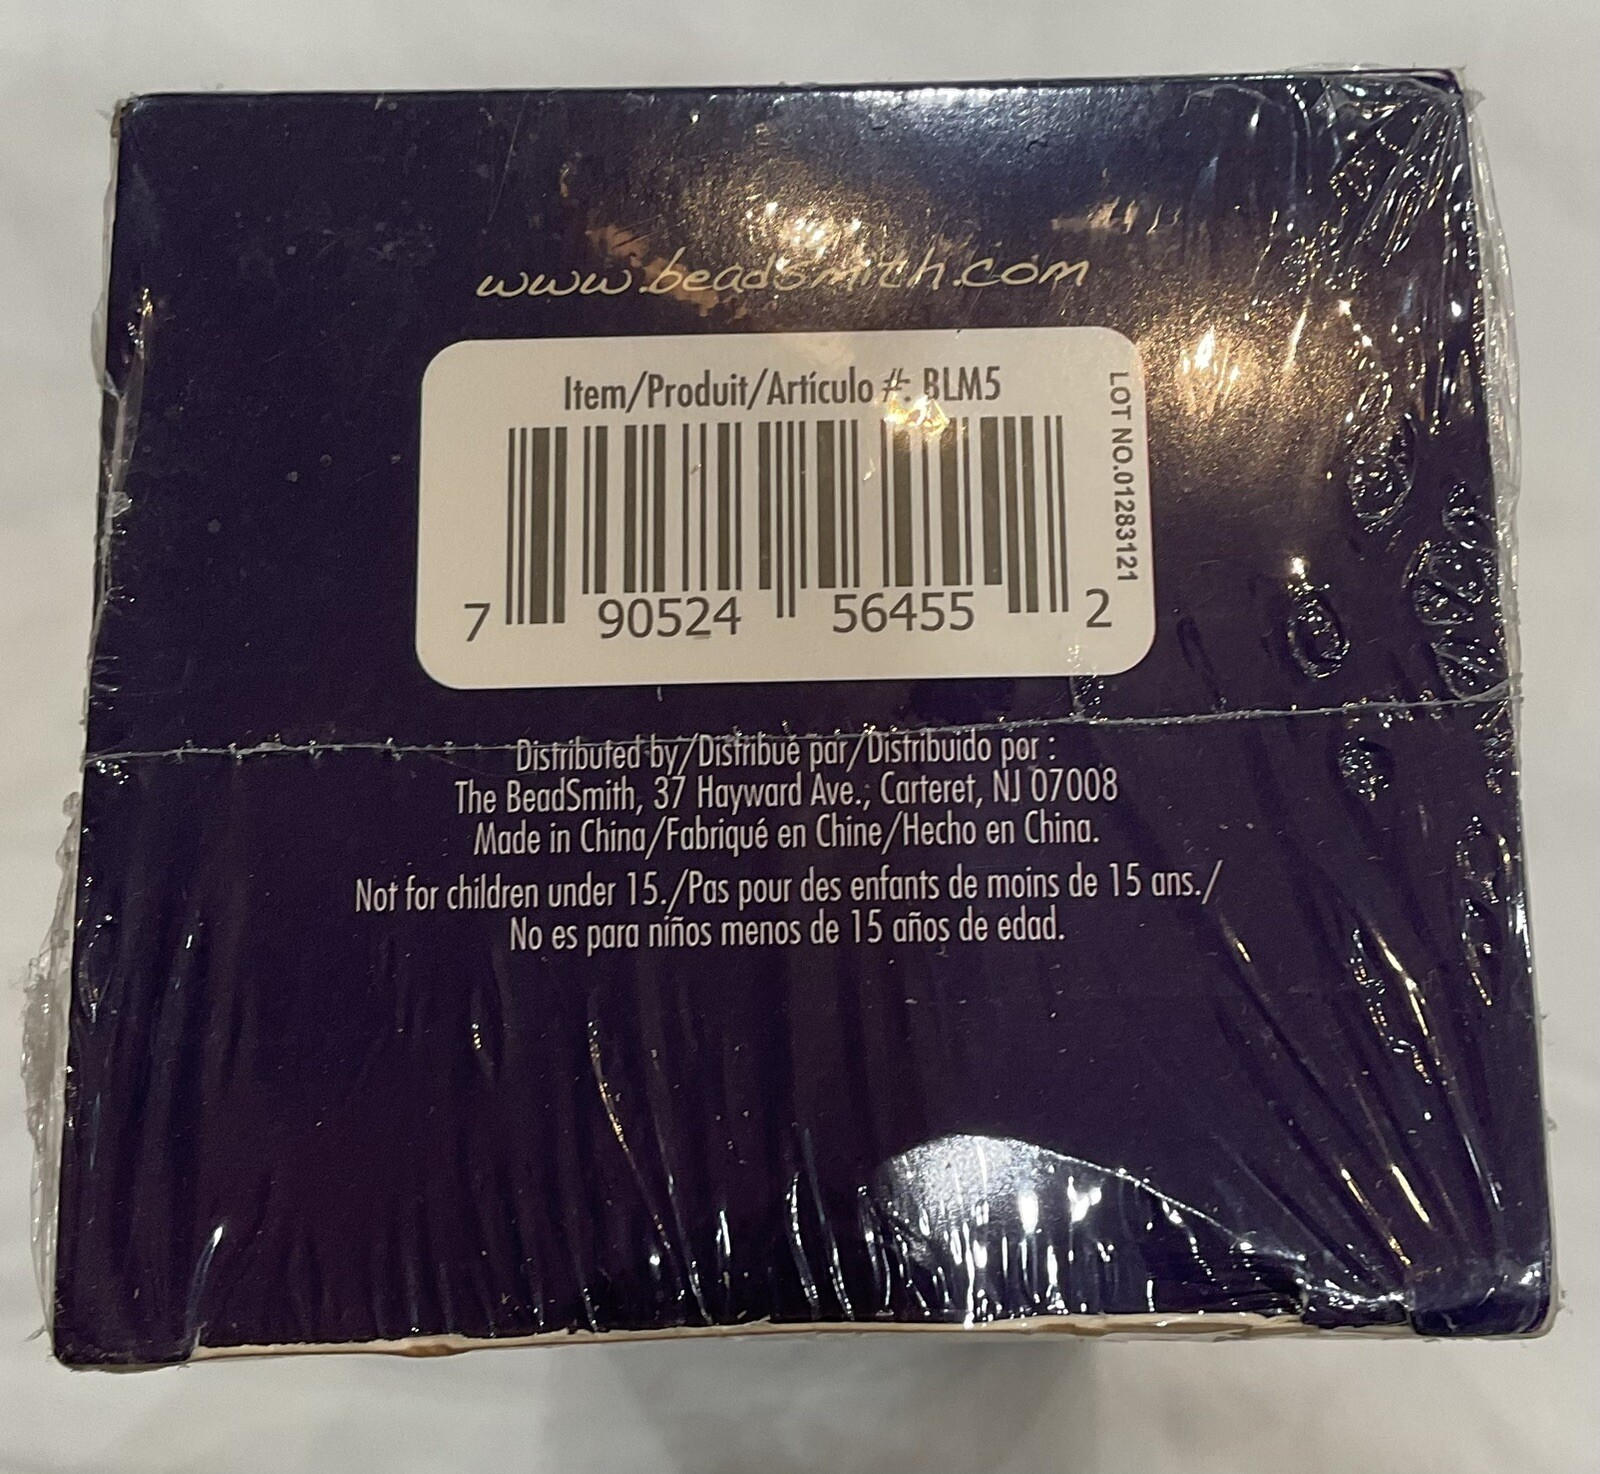 www.beadsmith.com
Item/Produit/Artículo #: BLM5
LOT NO.01283121
7 90524 56455 2
Distributed by/Distribué par/Distribuido por :
The BeadSmith, 37 Hayward Ave., Carteret, NJ 07008
Made in China/Fabriqué en Chine/Hecho en China.
Not for children under 15./Pas pour des enfants de moins de 15 ans./
No es para niños menos de 15 años de edad.